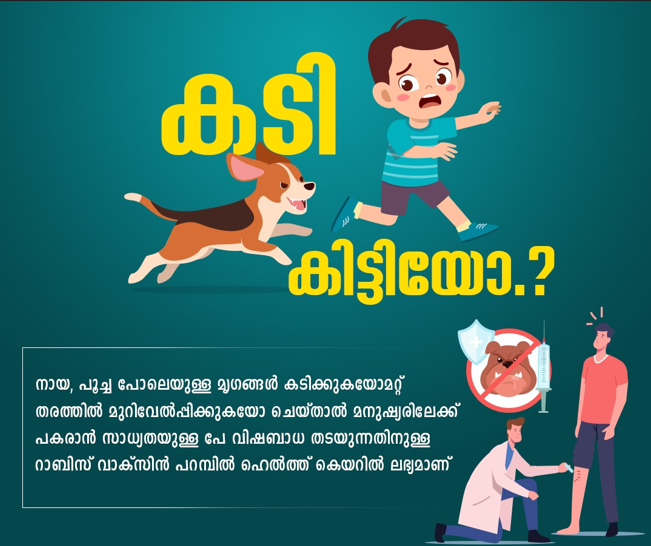 കടി
കിട്ടിയോ.?
നായ, പൂച്ച പോലെയുള്ള മൃഗങ്ങൾ കടിക്കുകയോമറ്റ്
തരത്തിൽ മുറിവേൽപ്പിക്കുകയോ ചെയ്താൽ മനുഷ്യരിലേക്ക്
പകരാൻ സാധ്യതയുള്ള പേ വിഷബാധ തടയുന്നതിനുള്ള
റാബിസ് വാക്സിൻ പറമ്പിൽ ഹെൽത്ത് കെയറിൽ ലഭ്യമാണ്